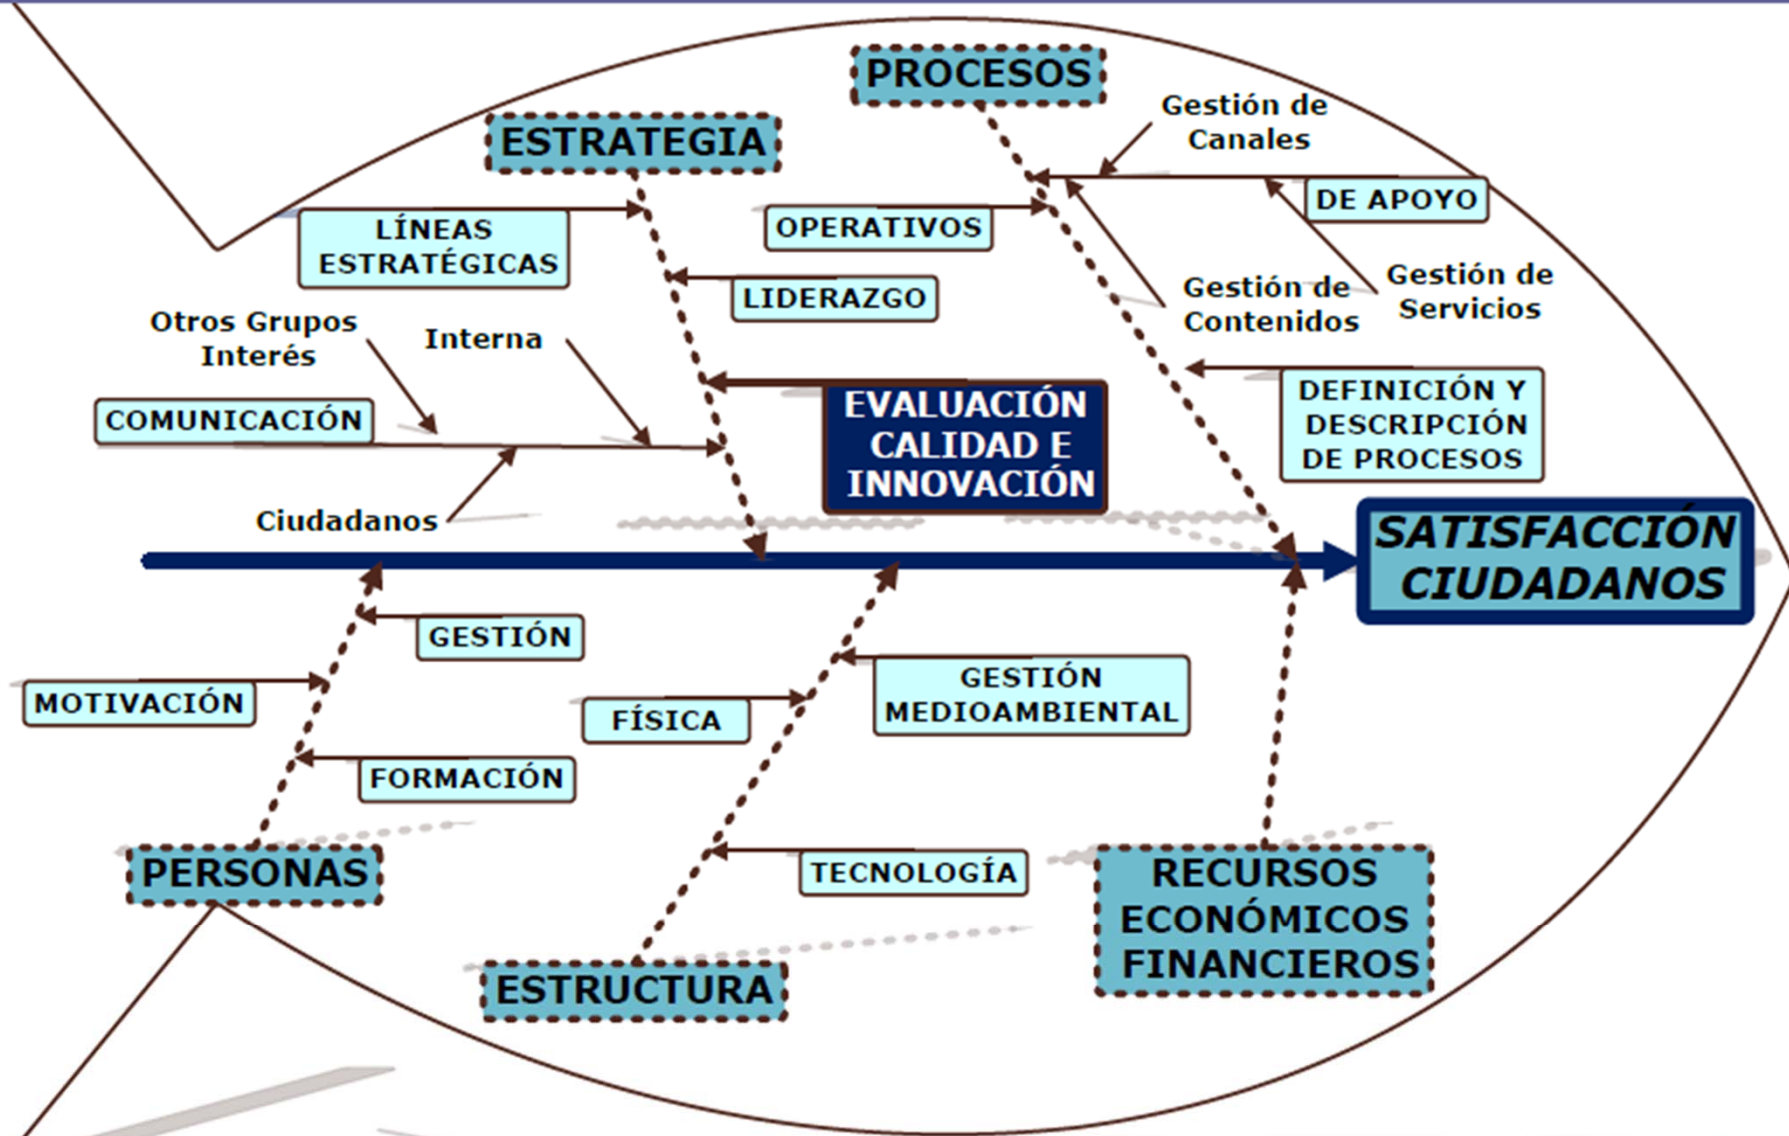 PROCESOS
Gestión de
Canales
ESTRATEGIA
DE APOYO
LÍNEAS
ESTRATÉGICAS
OPERATIVOS
LIDERAZGO
Gestión de
Contenidos
Gestión de
Servicios
Otros Grupos
Interés
Interna
COMUNICACIÓN
EVALUACIÓN
CALIDAD E
INNOVACIÓN
DEFINICIÓN Y
DESCRIPCIÓN
DE PROCESOS
Ciudadanos
SATISFACCIÓN
CIUDADANOS
GESTIÓN
MOTIVACIÓN
FÍSICA
GESTIÓN
MEDIOAMBIENTAL
FORMACIÓN
PERSONAS
TECNOLOGÍA
RECURSOS
ECONÓMICOS
FINANCIEROS
ESTRUCTURA